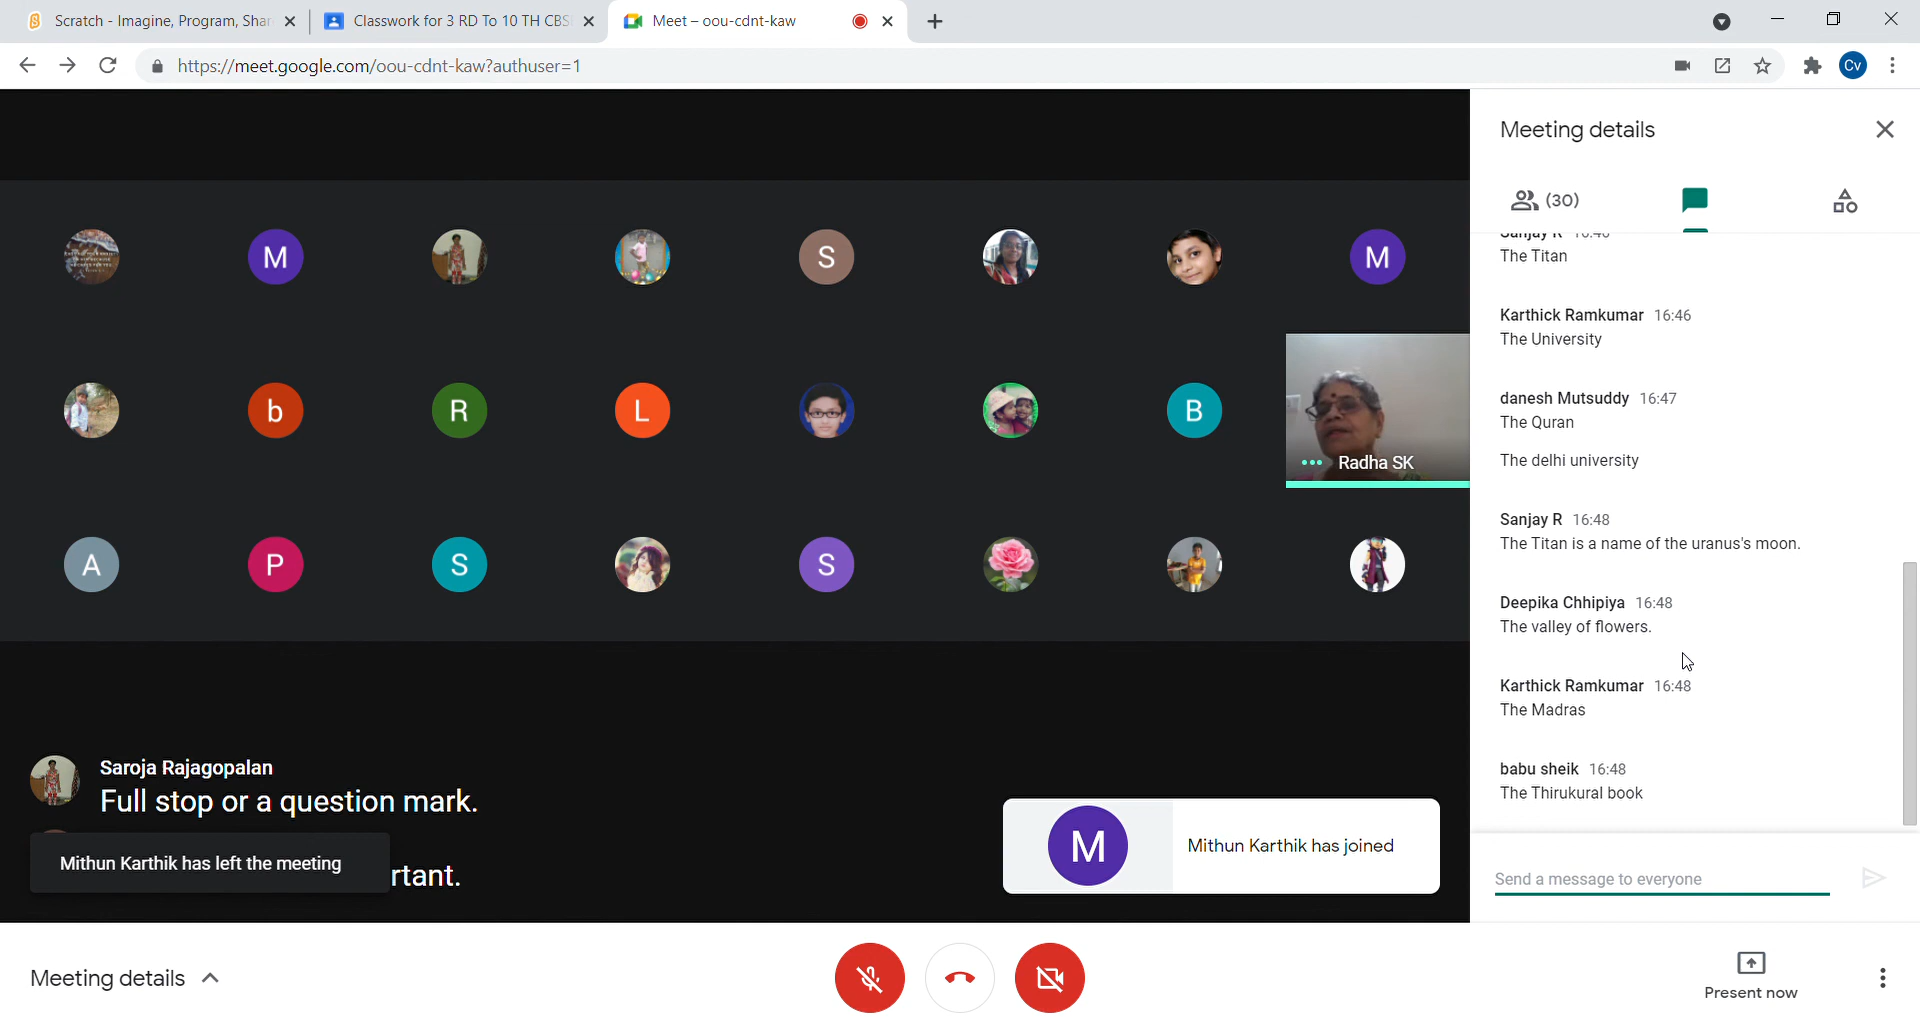 Scratch - Imagine, Program, Shar
Classwork for 3 RD To 10 TH CBS
Meet – oou-cdnt-kaw
https://meet.google.com/oou-cdnt-kaw?authuser=1
Cv
Meeting details
(30)
M
S
M
b
R
L
B
Radha SK
A
P
S
S
Sanjay R 16:46
The Titan
Karthick Ramkumar 16:46
The University
danesh Mutsuddy 16:47
The Quran
The delhi university
Sanjay R 16:48
The Titan is a name of the uranus's moon.
Deepika Chhipiya 16:48
The valley of flowers.
Karthick Ramkumar 16:48
The Madras
babu sheik 16:48
The Thirukural book
Saroja Rajagopalan
Full stop or a question mark.
Mithun Karthik has left the meeting
rtant.
M
Mithun Karthik has joined
Send a message to everyone
Meeting details
Present now